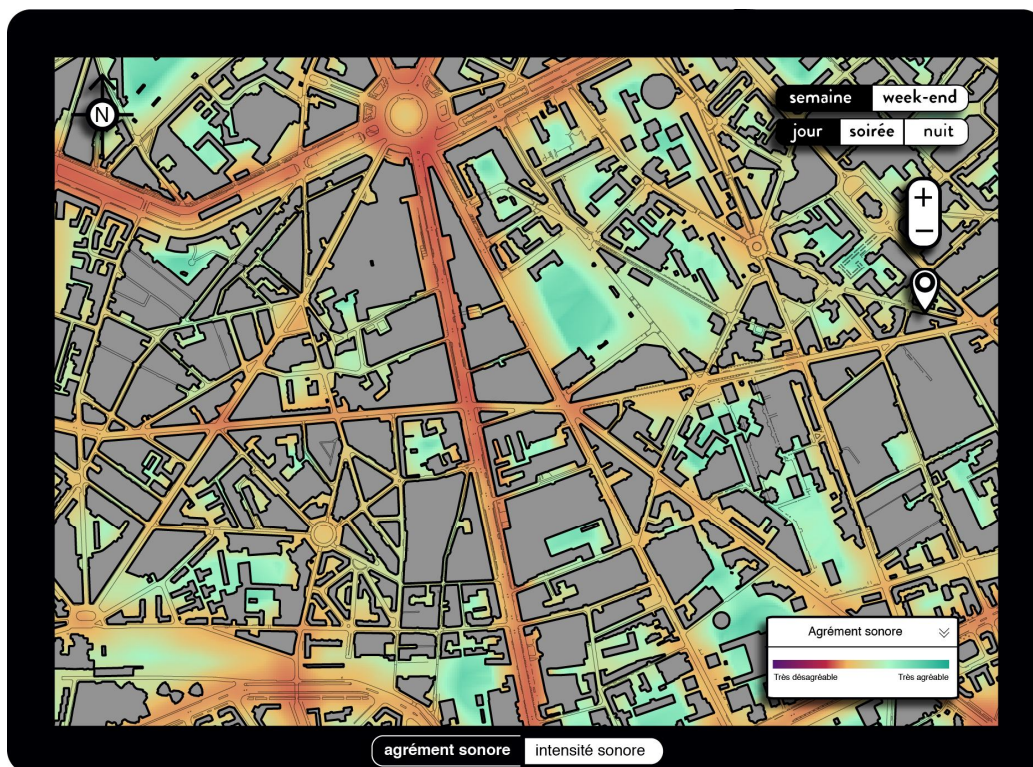 N
semaine week-end
jour soirée nuit
+
−
Agrément sonore
Très désagréable Très agréable
agrément sonore intensité sonore